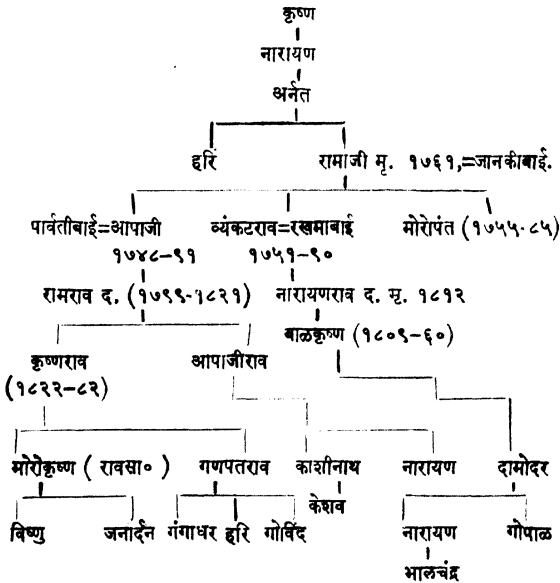 कृष्ण
नारायण
अनंत
हरि रामाजी मृ. १७६१,=जानकीबाई.
पार्वतीबाई=आपाजी व्यंकटराव=रखमाबाई मोरोपंत (१७५५-८५)
१७४८-९१ १७५१-९०
रामराव द. (१७९९-१८२१) नारायणराव द. मृ. १८१२
बाळकृष्ण (१८०९-६०)
कृष्णराव आपाजीराव
(१८२२-८२)
मोरोकृष्ण (रावसा०) गणपतराव काशीनाथ नारायण दामोदर
केशव
विष्णु जनार्दन गंगाधर हरि गोविंद नारायण गोपाळ
भालचंद्र